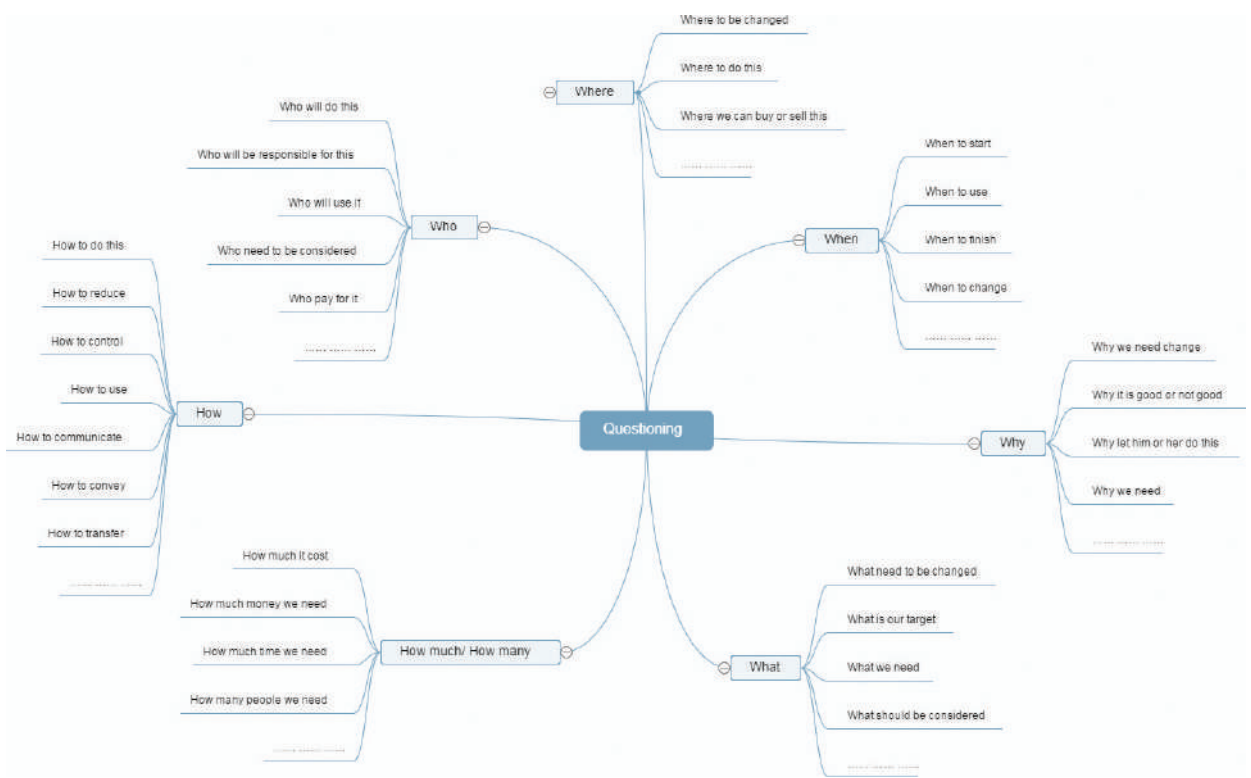 Where to be changed
Where to do this
Where
Where we can buy or sell this
...... ...... ......
Who will do this
Who will be responsible for this
Who will use it
Who
Who need to be considered
Who pay for it
...... ...... ......
When to start
When to use
When
When to finish
When to change
...... ...... ......
How to do this
How to reduce
How to control
How to use
How
How to communicate
How to convey
How to transfer
...... ...... ......
Questioning
Why we need change
Why it is good or not good
Why
Why let him or her do this
Why we need
...... ...... ......
How much it cost
How much money we need
How much/ How many
How much time we need
How many people we need
...... ...... ......
What need to be changed
What is our target
What
What we need
What should be considered
...... ...... ......